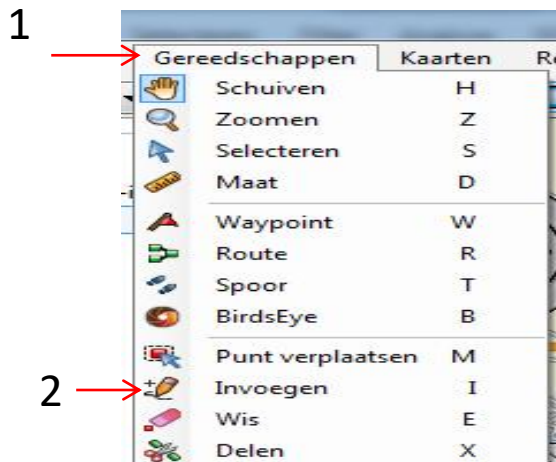 1
Gereedschappen Kaarten R
Schuiven H
Zoomen Z
Selecteren S
Maat D
Waypoint W
Route R
Spoor T
BirdsEye B
Punt verplaatsen M
2 Invoegen I
Wis E
Delen X